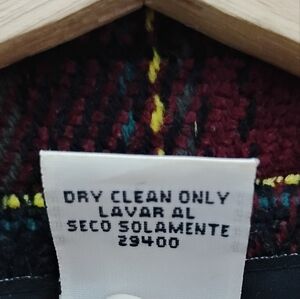 DRY CLEAN ONLY
LAVAR AL
SECO SOLAMENTE
29400